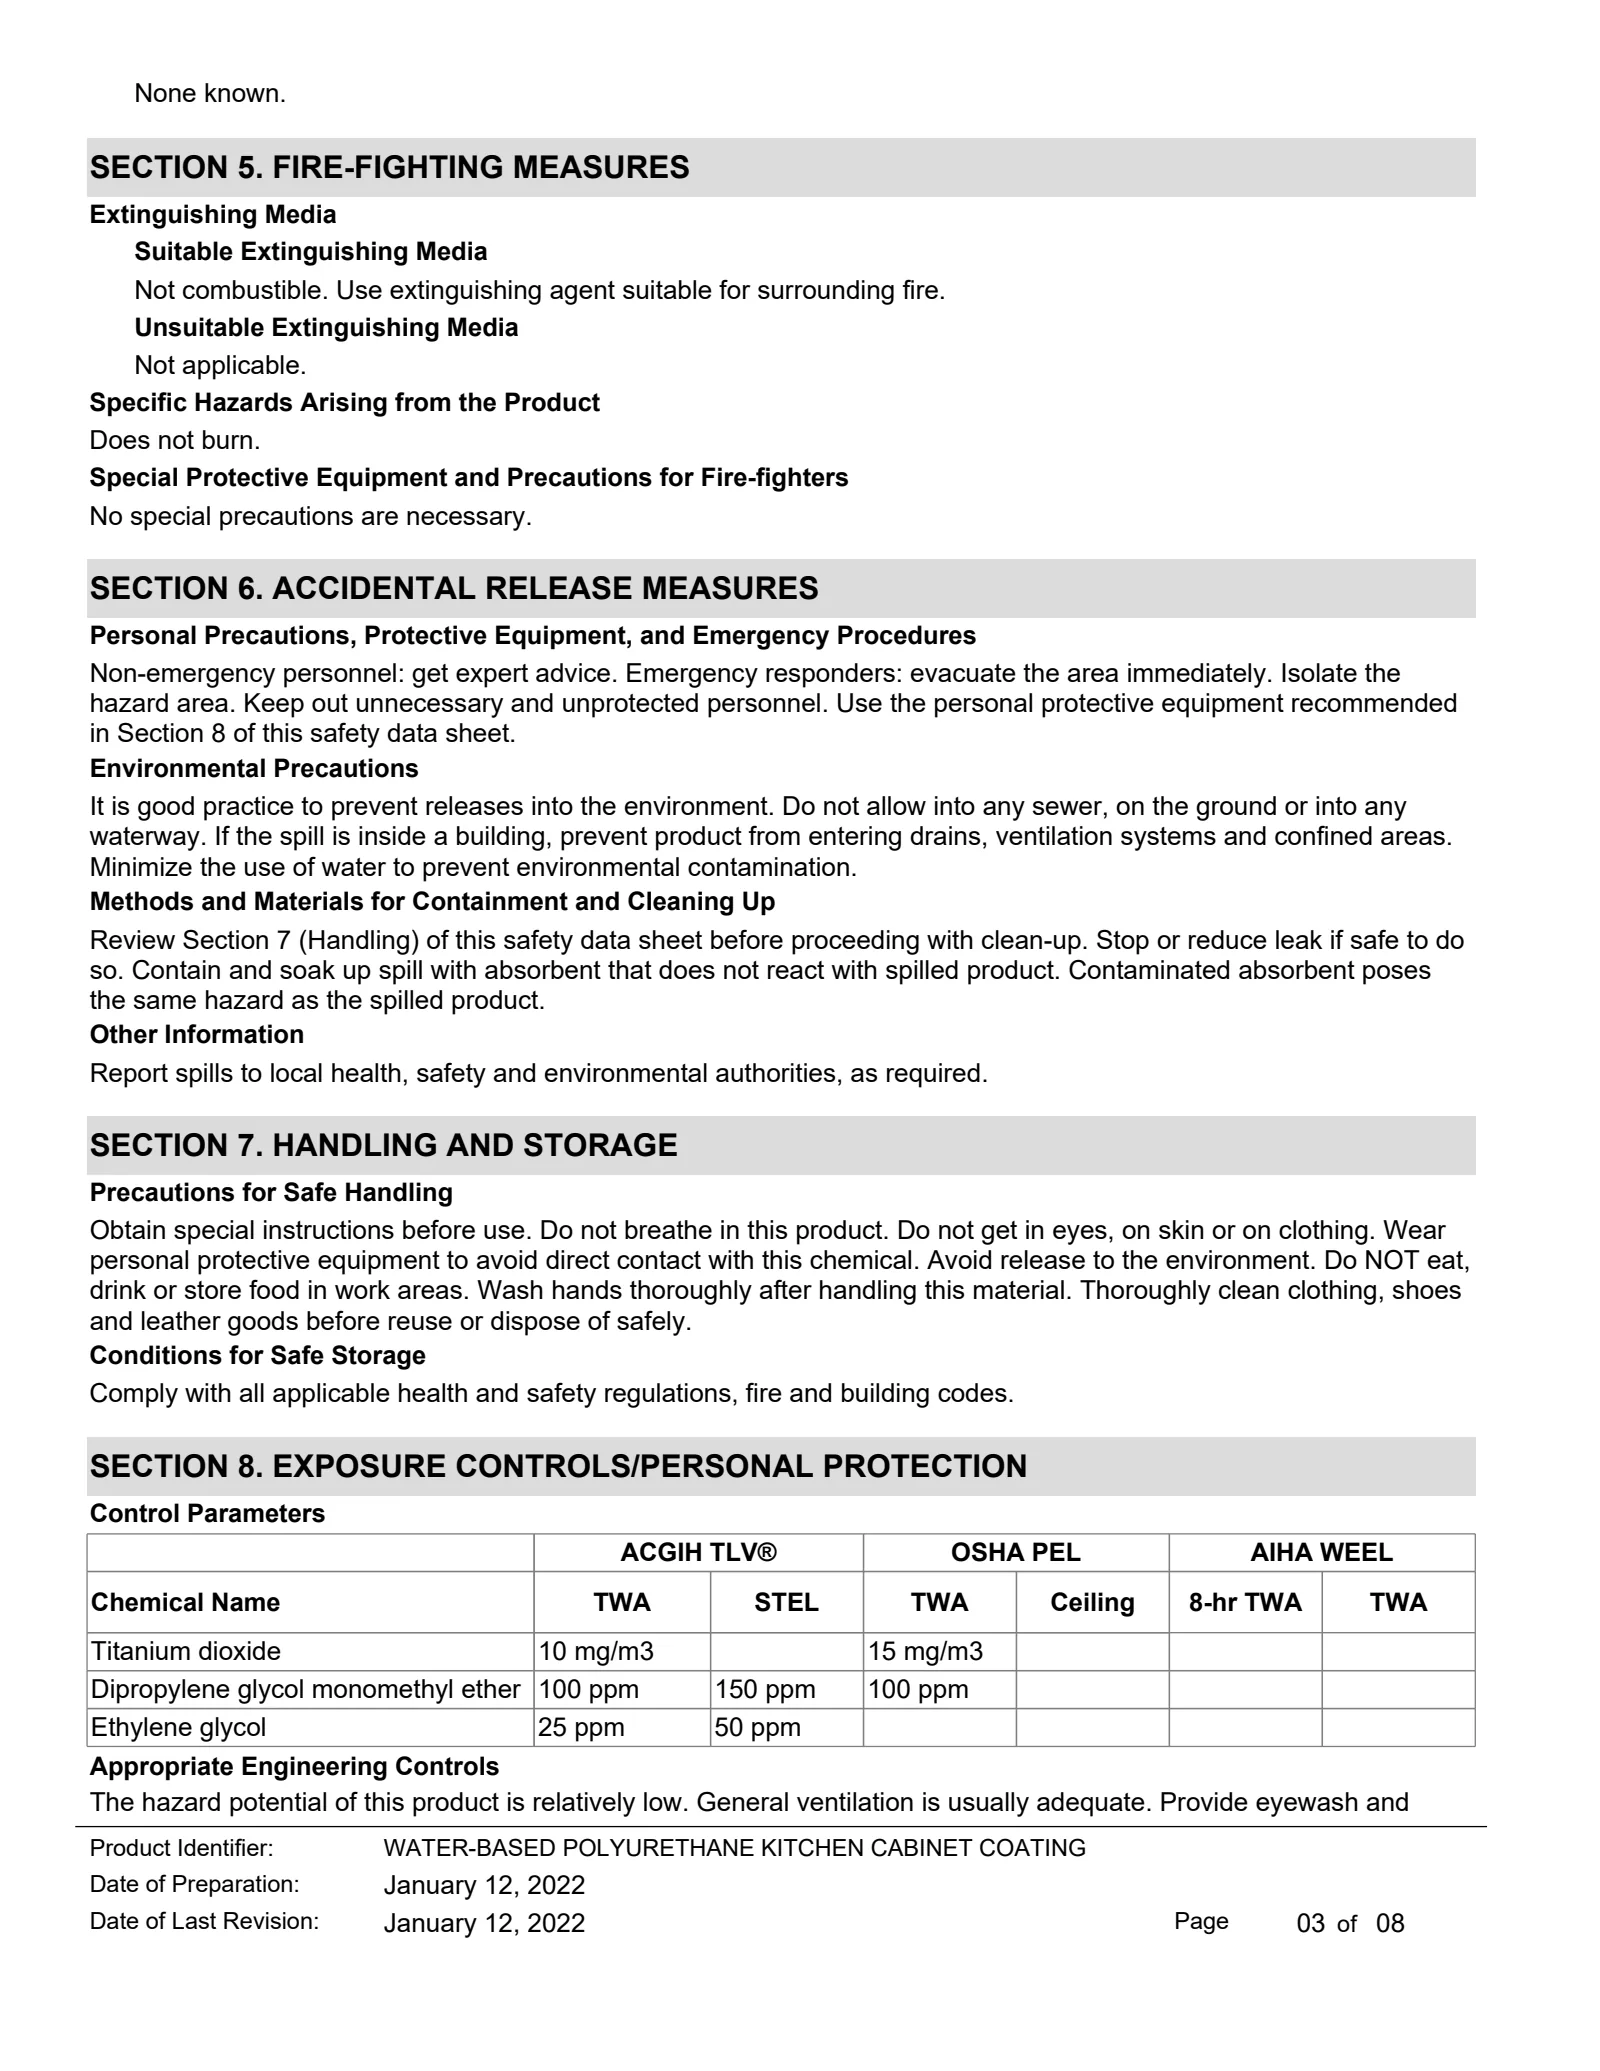 None known.
SECTION 5. FIRE-FIGHTING MEASURES
Extinguishing Media
Suitable Extinguishing Media
Not combustible. Use extinguishing agent suitable for surrounding fire.
Unsuitable Extinguishing Media
Not applicable.
Specific Hazards Arising from the Product
Does not burn.
Special Protective Equipment and Precautions for Fire-fighters
No special precautions are necessary.
SECTION 6. ACCIDENTAL RELEASE MEASURES
Personal Precautions, Protective Equipment, and Emergency Procedures
Non-emergency personnel: get expert advice. Emergency responders: evacuate the area immediately. Isolate the
hazard area. Keep out unnecessary and unprotected personnel. Use the personal protective equipment recommended
in Section 8 of this safety data sheet.
Environmental Precautions
It is good practice to prevent releases into the environment. Do not allow into any sewer, on the ground or into any
waterway. If the spill is inside a building, prevent product from entering drains, ventilation systems and confined areas.
Minimize the use of water to prevent environmental contamination.
Methods and Materials for Containment and Cleaning Up
Review Section 7 (Handling) of this safety data sheet before proceeding with clean-up. Stop or reduce leak if safe to do
so. Contain and soak up spill with absorbent that does not react with spilled product. Contaminated absorbent poses
the same hazard as the spilled product.
Other Information
Report spills to local health, safety and environmental authorities, as required.
SECTION 7. HANDLING AND STORAGE
Precautions for Safe Handling
Obtain special instructions before use. Do not breathe in this product. Do not get in eyes, on skin or on clothing. Wear
personal protective equipment to avoid direct contact with this chemical. Avoid release to the environment. Do NOT eat,
drink or store food in work areas. Wash hands thoroughly after handling this material. Thoroughly clean clothing, shoes
and leather goods before reuse or dispose of safely.
Conditions for Safe Storage
Comply with all applicable health and safety regulations, fire and building codes.
SECTION 8. EXPOSURE CONTROLS/PERSONAL PROTECTION
Control Parameters
ACGIH TLV® OSHA PEL AIHA WEEL
Chemical Name TWA STEL TWA Ceiling 8-hr TWA TWA
Titanium dioxide 10 mg/m3 15 mg/m3
Dipropylene glycol monomethyl ether 100 ppm 150 ppm 100 ppm
Ethylene glycol 25 ppm 50 ppm
Appropriate Engineering Controls
The hazard potential of this product is relatively low. General ventilation is usually adequate. Provide eyewash and
Product Identifier: WATER-BASED POLYURETHANE KITCHEN CABINET COATING
Date of Preparation: January 12, 2022
Date of Last Revision: January 12, 2022 Page 03 of 08